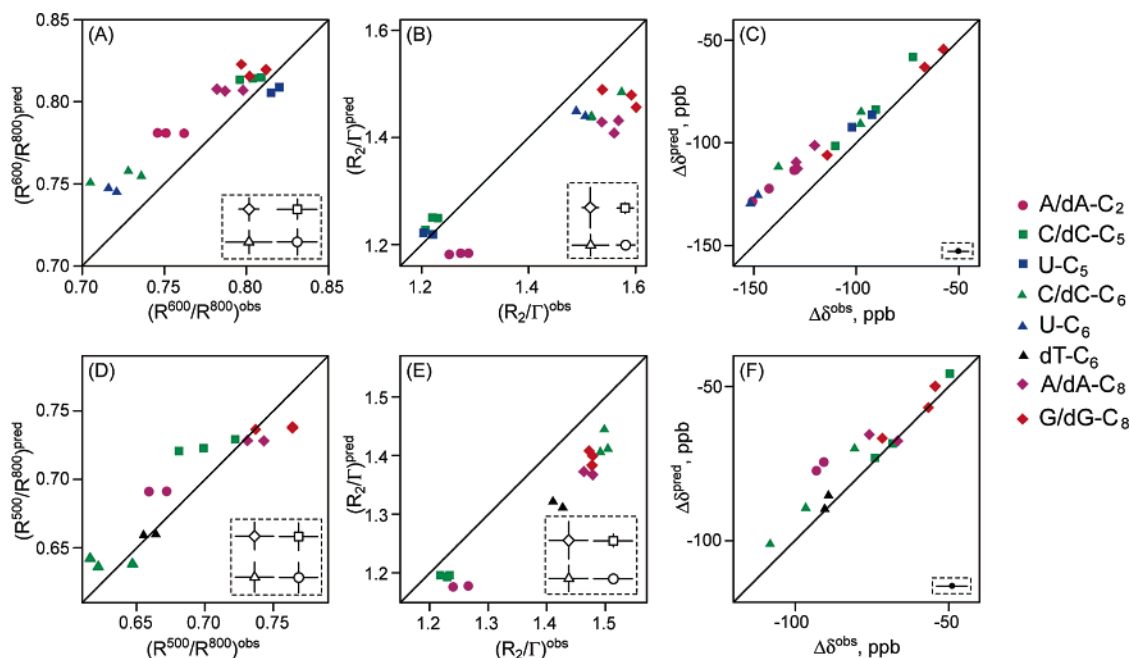 (A)
(R⁶⁰⁰/R⁸⁰⁰)ᵖʳᵉᵈ
0.85
0.80
0.75
0.70
0.70 0.75 0.80 0.85
(R⁶⁰⁰/R⁸⁰⁰)ᵒᵇˢ
(B)
(R₂/Γ)ᵖʳᵉᵈ
1.6
1.4
1.2
1.2 1.3 1.4 1.5 1.6
(R₂/Γ)ᵒᵇˢ
(C)
Δδᵖʳᵉᵈ, ppb
-50
-100
-150
-150 -100 -50
Δδᵒᵇˢ, ppb
(D)
(R⁵⁰⁰/R⁸⁰⁰)ᵖʳᵉᵈ
0.75
0.70
0.65
0.65 0.70 0.75
(R⁵⁰⁰/R⁸⁰⁰)ᵒᵇˢ
(E)
(R₂/Γ)ᵖʳᵉᵈ
1.5
1.4
1.3
1.2
1.2 1.3 1.4 1.5
(R₂/Γ)ᵒᵇˢ
(F)
Δδᵖʳᵉᵈ, ppb
-50
-100
-100 -50
Δδᵒᵇˢ, ppb
A/dA-C₂
C/dC-C₅
U-C₅
C/dC-C₆
U-C₆
dT-C₆
A/dA-C₈
G/dG-C₈